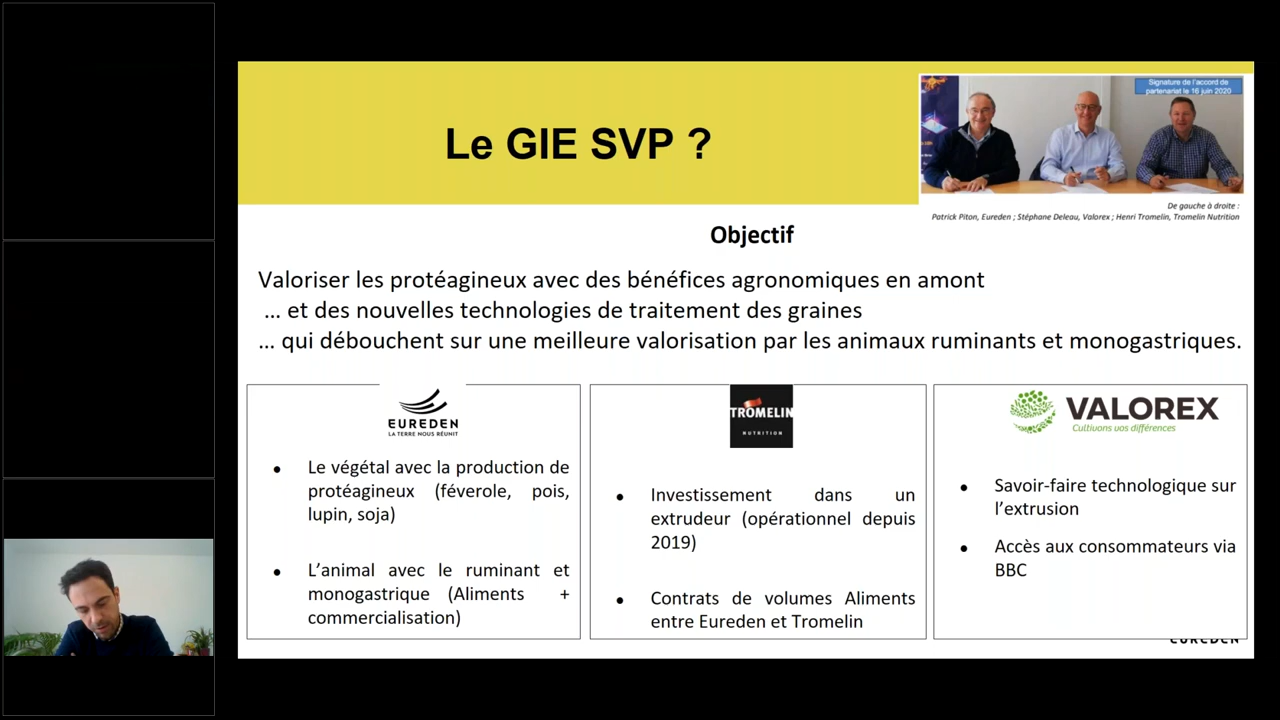 Le GIE SVP ?
Signature de l'accord de
partenariat le 16 juin 2020
De gauche à droite :
Patrick Piton, Eureden ; Stéphane Deleau, Valorex ; Henri Tromelin, Tromelin Nutrition
Objectif
Valoriser les protéagineux avec des bénéfices agronomiques en amont
... et des nouvelles technologies de traitement des graines
... qui débouchent sur une meilleure valorisation par les animaux ruminants et monogastriques.
EUREDEN
LA TERRE NOUS RÉUNIT
• Le végétal avec la production de
protéagineux (féverole, pois,
lupin, soja)
• L'animal avec le ruminant et
monogastrique (Aliments +
commercialisation)
TROMELIN
NUTRITION
• Investissement dans un
extrudeur (opérationnel depuis
2019)
• Contrats de volumes Aliments
entre Eureden et Tromelin
VALOREX
Cultivons vos différences
• Savoir-faire technologique sur
l'extrusion
• Accès aux consommateurs via
BBC
EUREDEN